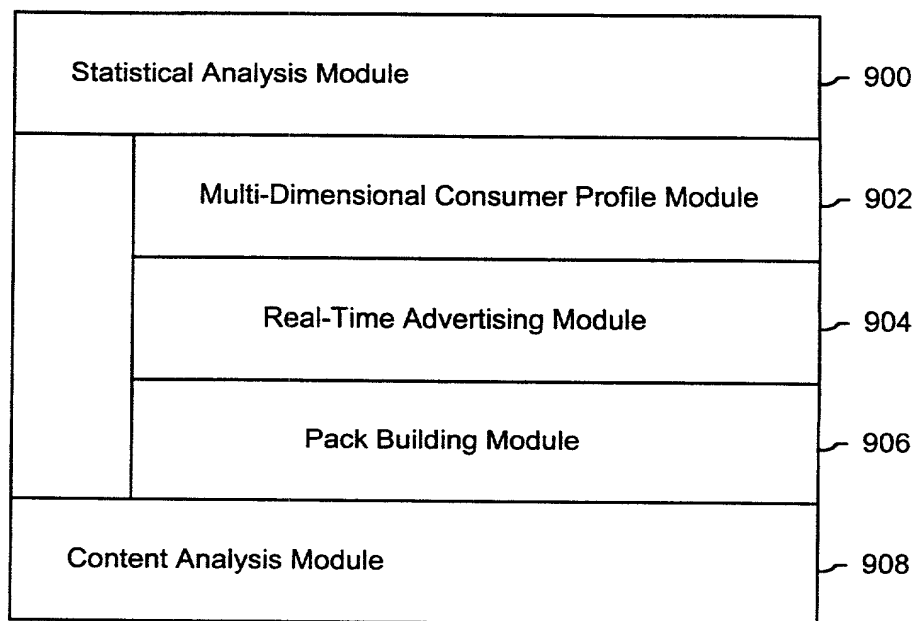 Statistical Analysis Module 900
Multi-Dimensional Consumer Profile Module 902
Real-Time Advertising Module 904
Pack Building Module 906
Content Analysis Module 908